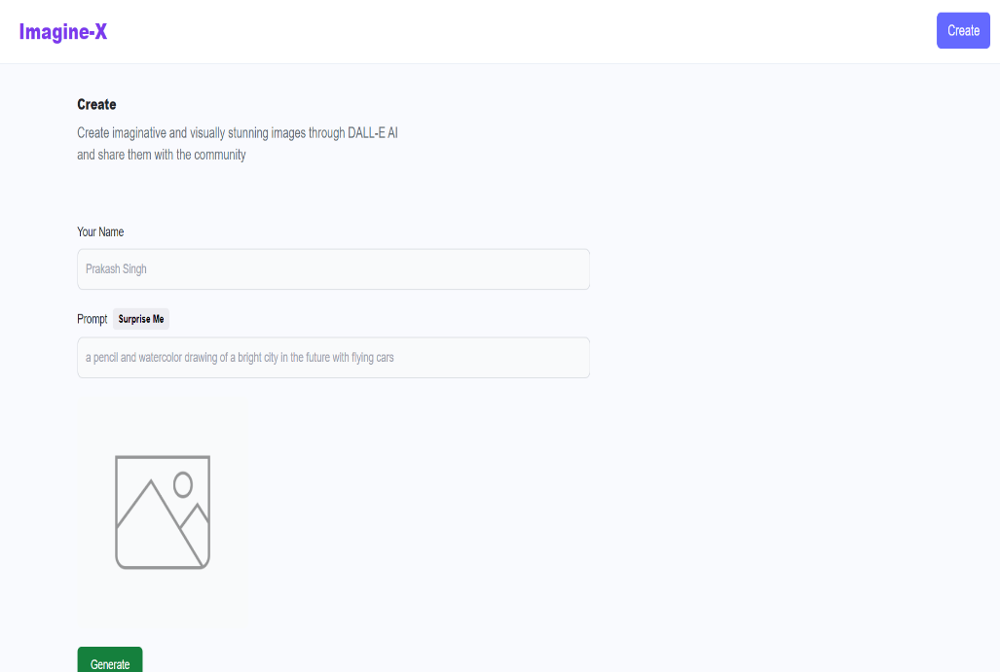 Imagine-X
Create
Create
Create imaginative and visually stunning images through DALL-E AI
and share them with the community
Your Name
Prakash Singh
Prompt Surprise Me
a pencil and watercolor drawing of a bright city in the future with flying cars
Generate